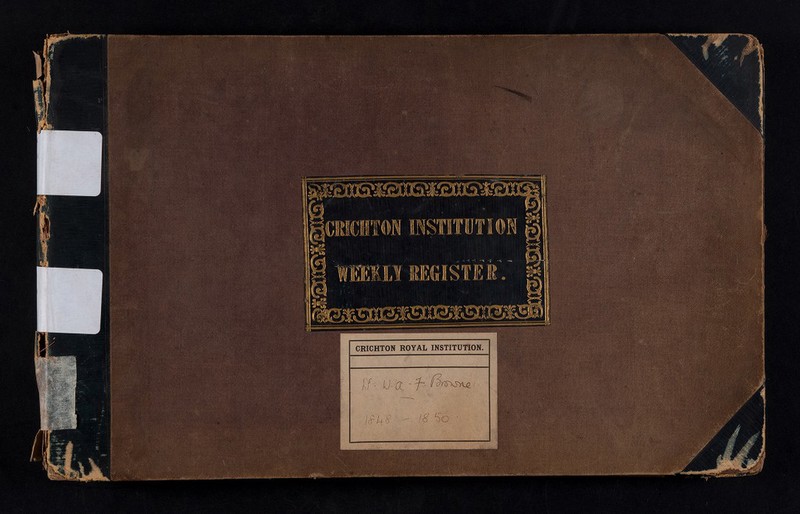 CRICHTON INSTITUTION
WEEKLY REGISTER.
CRICHTON ROYAL INSTITUTION.
W. a. F. Browne
1848 - 1850